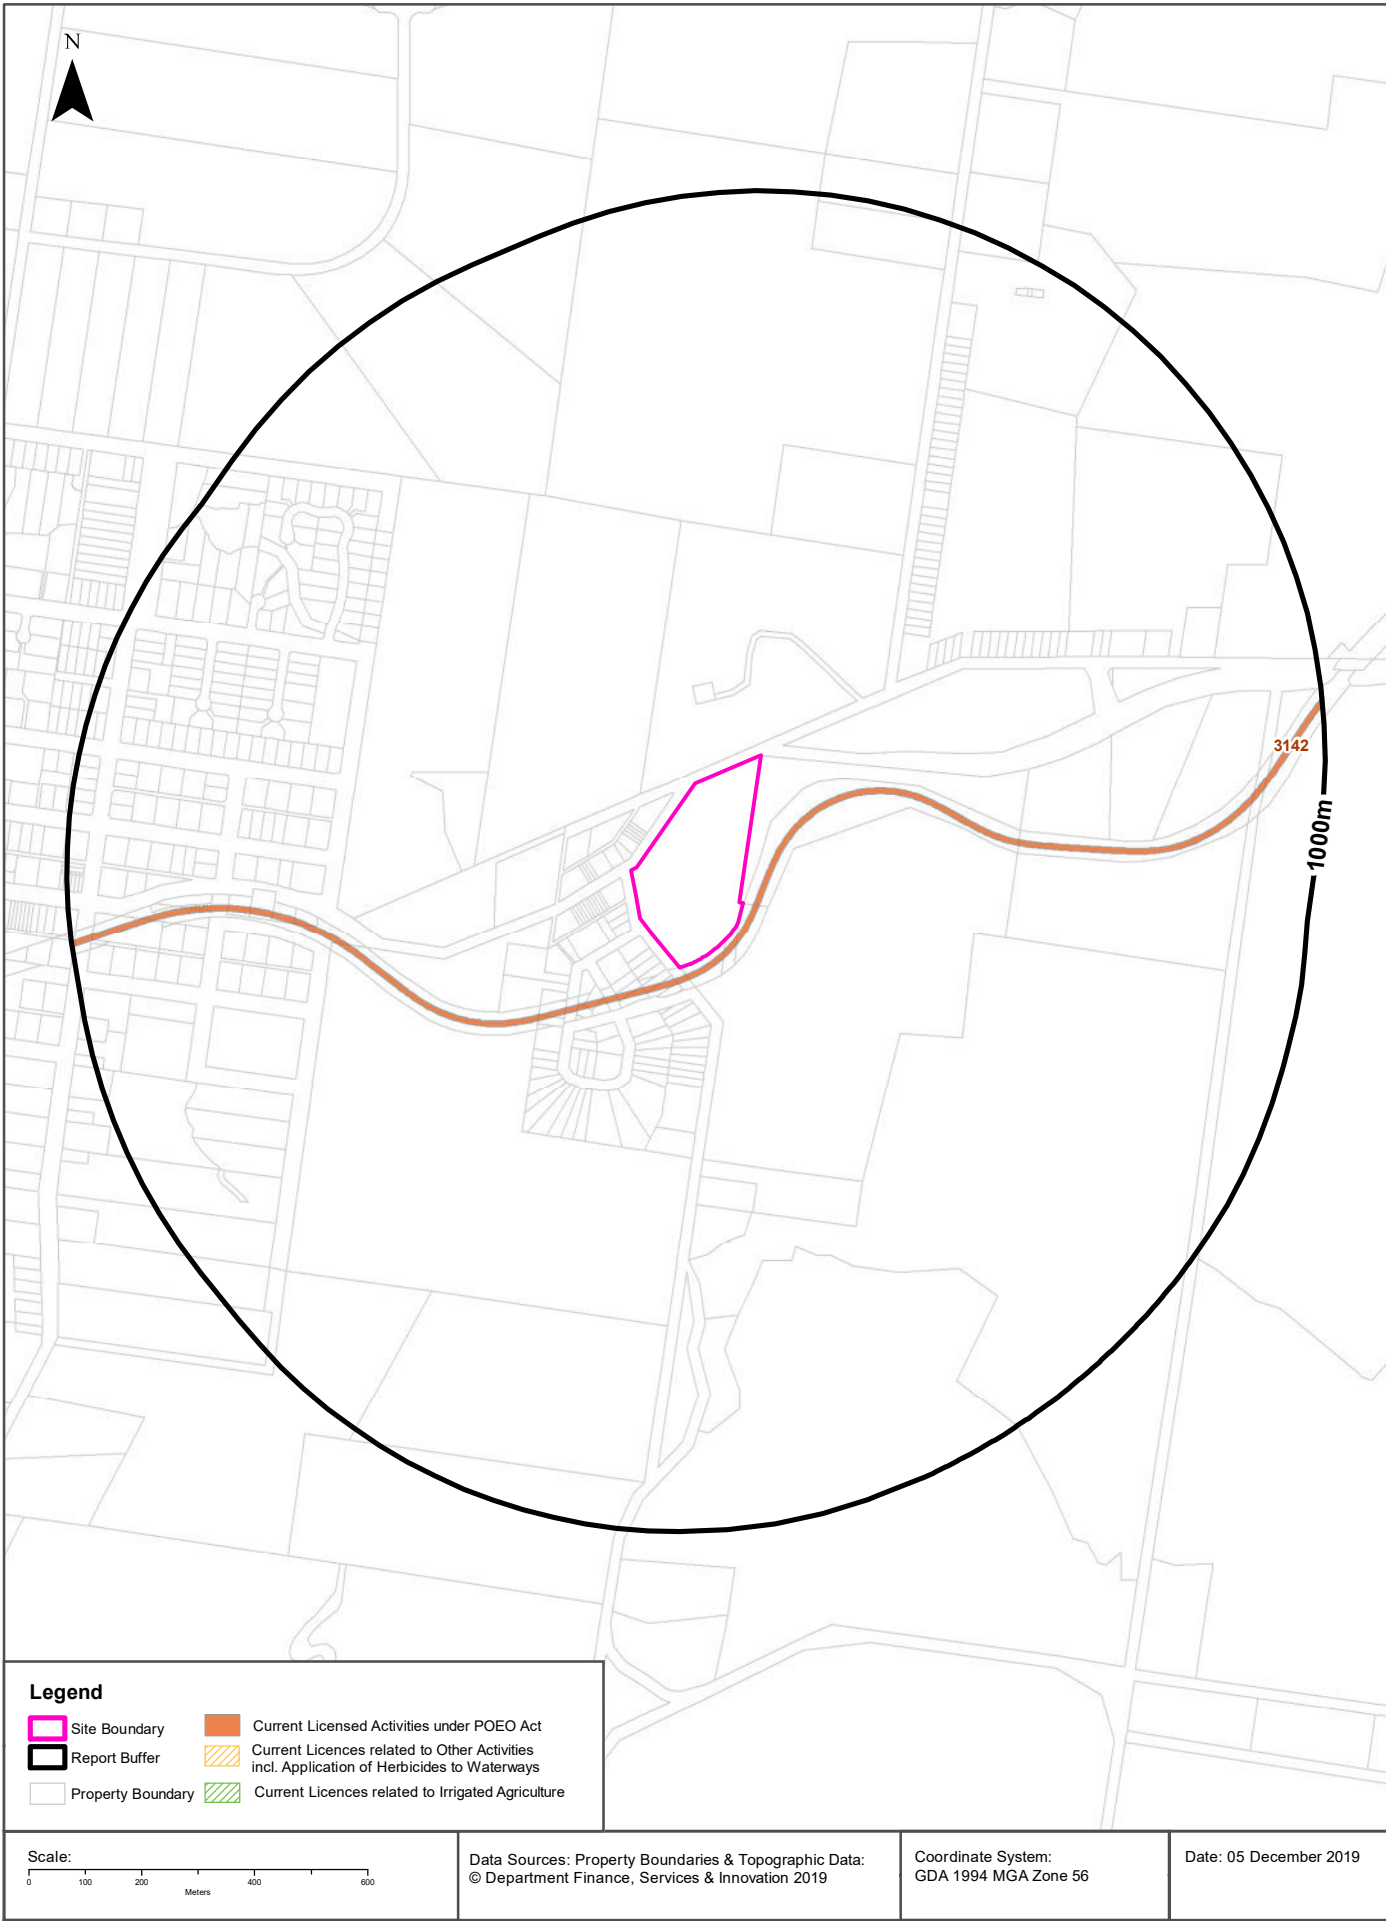 N
3142
1000m
Legend
Site Boundary
Report Buffer
Property Boundary
Current Licensed Activities under POEO Act
Current Licences related to Other Activities
incl. Application of Herbicides to Waterways
Current Licences related to Irrigated Agriculture
Scale:
0 100 200 400 600
Meters
Data Sources: Property Boundaries & Topographic Data:
© Department Finance, Services & Innovation 2019
Coordinate System:
GDA 1994 MGA Zone 56
Date: 05 December 2019